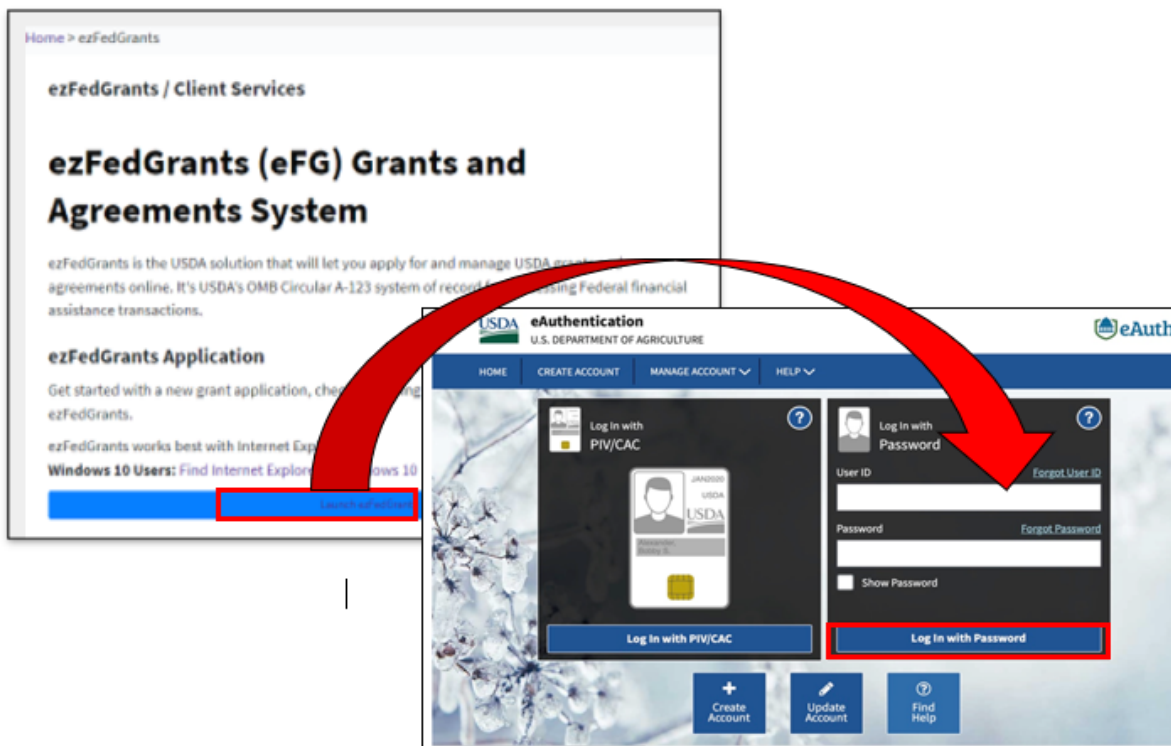 Home > ezFedGrants
ezFedGrants / Client Services
ezFedGrants (eFG) Grants and
Agreements System
ezFedGrants is the USDA solution that will let you apply for and manage USDA
agreements online. It's USDA's OMB Circular A-123 system of record Federal financial
assistance transactions.
ezFedGrants Application
Get started with a new grant application,
ezFedGrants.
ezFedGrants works best with Internet
Windows 10 Users: Find Internet 10
Launch ezFedGrants
USDA eAuthentication
U.S. DEPARTMENT OF AGRICULTURE
eAuth
HOME CREATE ACCOUNT MANAGE ACCOUNT HELP
Log In with
PIV/CAC
?
JAN2020
USDA
USDA
Alexander,
Bobby S.
Log In with PIV/CAC
Log In with
Password
?
User ID Forgot User ID
Password Forgot Password
Show Password
Log In with Password
Create
Account
Update
Account
?
Find
Help